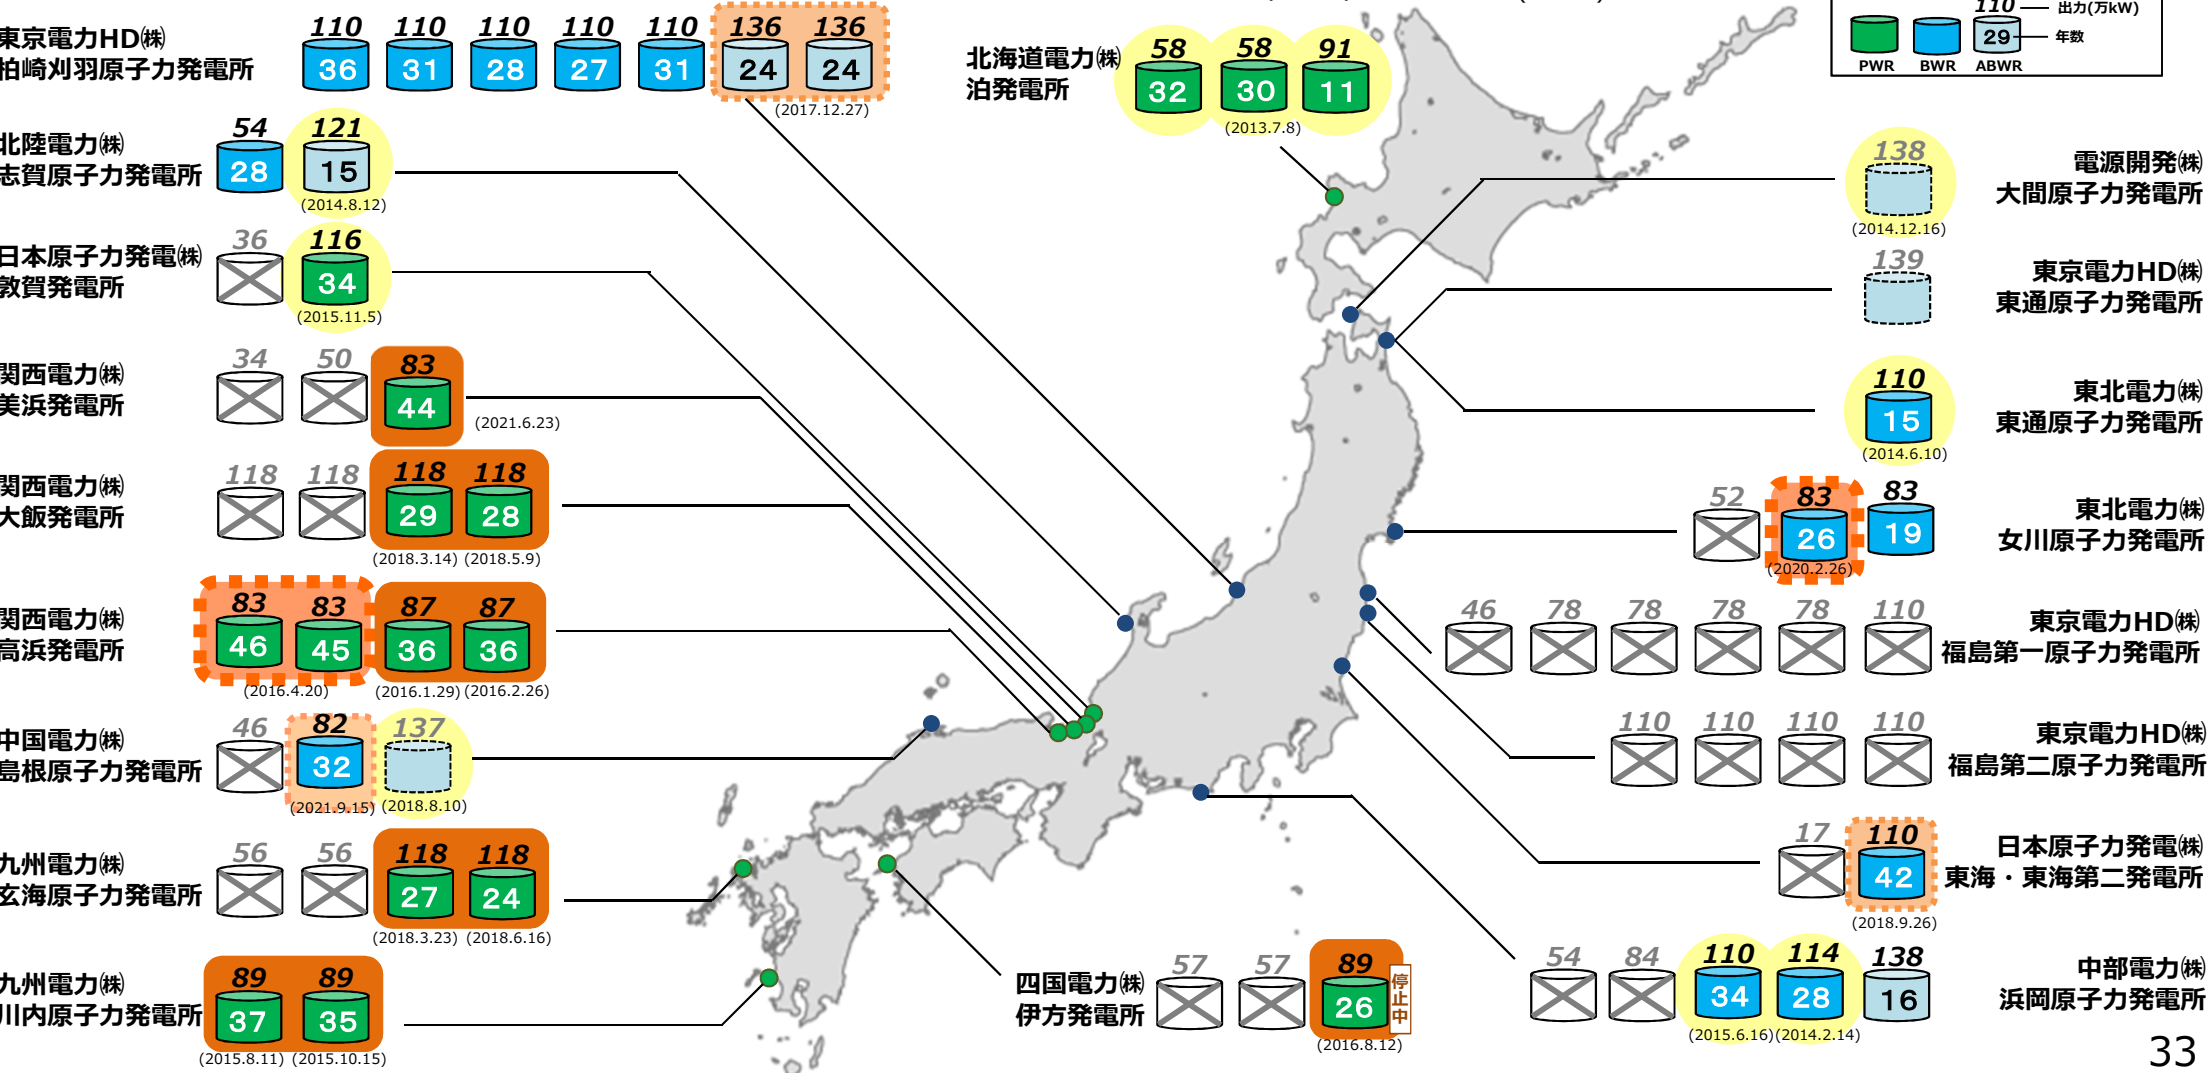 東京電力HD㈱
柏崎刈羽原子力発電所
110 110 110 110 110 136 136
36 31 28 27 31 24 24
(2017.12.27)
北陸電力㈱
志賀原子力発電所
54 121
28 15
(2014.8.12)
日本原子力発電㈱
敦賀発電所
36 116
34
(2015.11.5)
関西電力㈱
美浜発電所
34 50 83
44
(2021.6.23)
関西電力㈱
大飯発電所
118 118 118 118
29 28
(2018.3.14) (2018.5.9)
関西電力㈱
高浜発電所
83 83 87 87
46 45 36 36
(2016.4.20) (2016.1.29) (2016.2.26)
中国電力㈱
島根原子力発電所
46 82 137
32
(2021.9.15) (2018.8.10)
九州電力㈱
玄海原子力発電所
56 56 118 118
27 24
(2018.3.23) (2018.6.16)
九州電力㈱
川内原子力発電所
89 89
37 35
(2015.8.11) (2015.10.15)
北海道電力㈱
泊発電所
58 58 91
32 30 11
(2013.7.8)
四国電力㈱
伊方発電所
57 57 89
26
停止中
(2016.8.12)
110 出力(万kW)
29 年数
PWR BWR ABWR
138
電源開発㈱
大間原子力発電所
(2014.12.16)
139
東京電力HD㈱
東通原子力発電所
110
15
東北電力㈱
東通原子力発電所
(2014.6.10)
52 83 83
26 19
東北電力㈱
女川原子力発電所
(2020.2.26)
46 78 78 78 78 110
東京電力HD㈱
福島第一原子力発電所
110 110 110 110
東京電力HD㈱
福島第二原子力発電所
17 110
42
日本原子力発電㈱
東海・東海第二発電所
(2018.9.26)
54 84 110 114 138
34 28 16
中部電力㈱
浜岡原子力発電所
(2015.6.16) (2014.2.14)
33